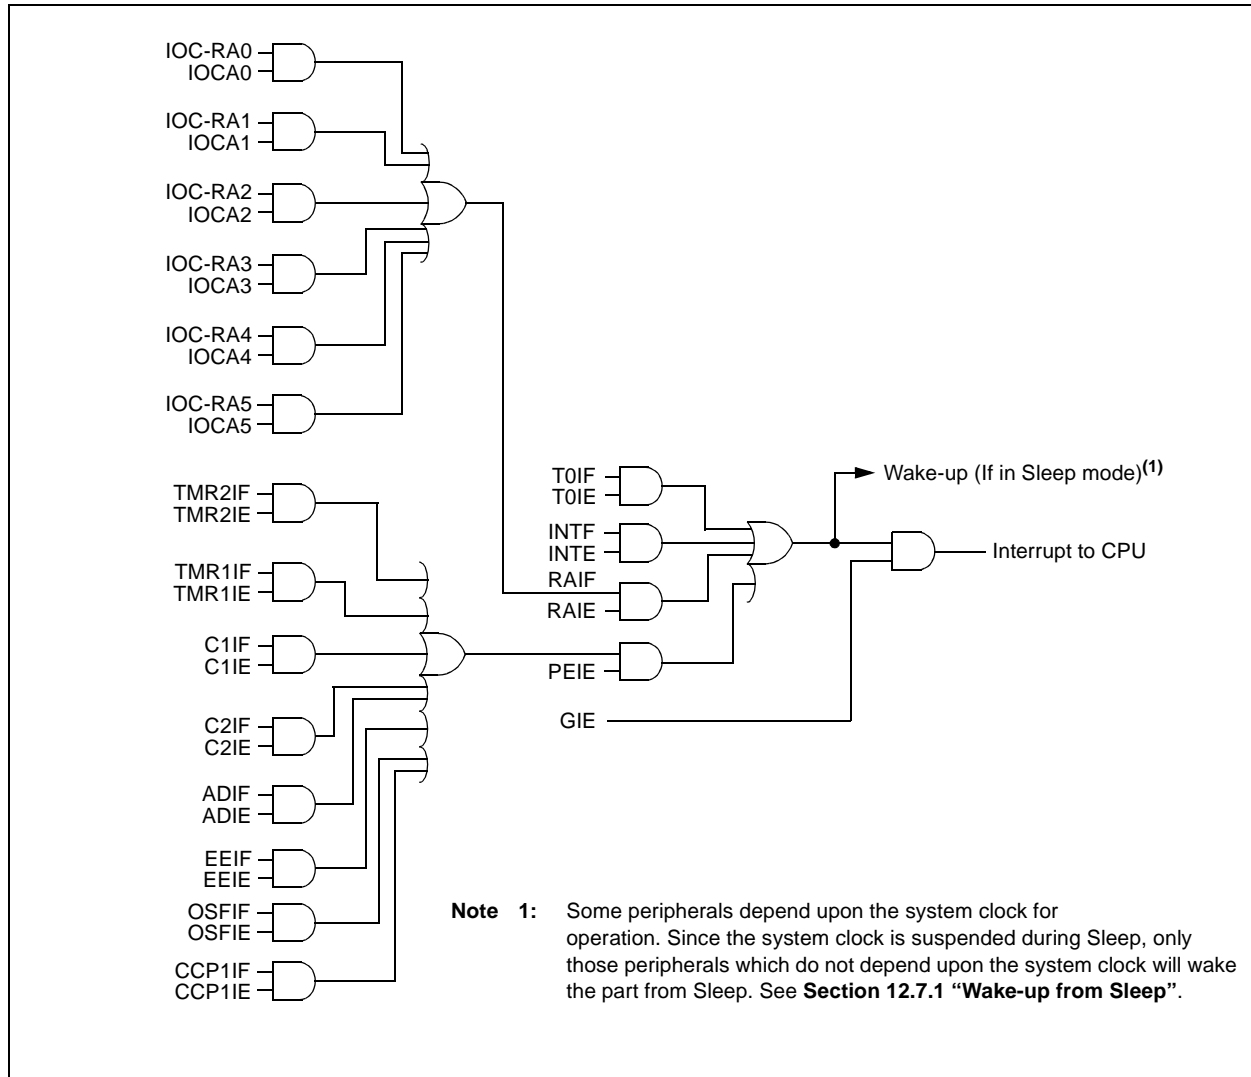 IOC-RA0
IOCA0
IOC-RA1
IOCA1
IOC-RA2
IOCA2
IOC-RA3
IOCA3
IOC-RA4
IOCA4
IOC-RA5
IOCA5
TMR2IF
TMR2IE
TMR1IF
TMR1IE
C1IF
C1IE
C2IF
C2IE
ADIF
ADIE
EEIF
EEIE
OSFIF
OSFIE
CCP1IF
CCP1IE
T0IF
T0IE
INTF
INTE
RAIF
RAIE
PEIE
GIE
Wake-up (If in Sleep mode)(1)
Interrupt to CPU
Note 1: Some peripherals depend upon the system clock for
operation. Since the system clock is suspended during Sleep, only
those peripherals which do not depend upon the system clock will wake
the part from Sleep. See Section 12.7.1 “Wake-up from Sleep”.